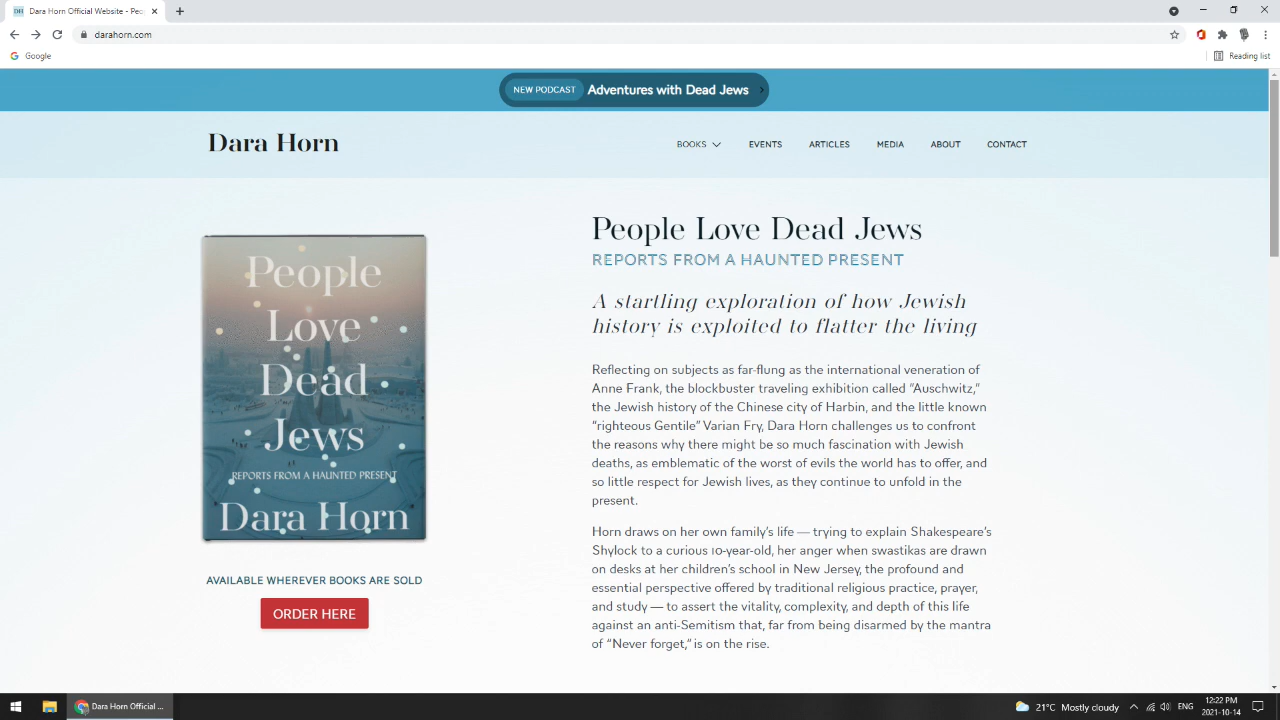 DH Dara Horn Official Website - Peo
darahorn.com
Google
Reading list
NEW PODCAST Adventures with Dead Jews
Dara Horn
BOOKS EVENTS ARTICLES MEDIA ABOUT CONTACT
People
Love
Dead
Jews
REPORTS FROM A HAUNTED PRESENT
Dara Horn
AVAILABLE WHEREVER BOOKS ARE SOLD
ORDER HERE
People Love Dead Jews
REPORTS FROM A HAUNTED PRESENT
A startling exploration of how Jewish
history is exploited to flatter the living
Reflecting on subjects as far-flung as the international veneration of
Anne Frank, the blockbuster traveling exhibition called “Auschwitz,”
the Jewish history of the Chinese city of Harbin, and the little known
“righteous Gentile” Varian Fry, Dara Horn challenges us to confront
the reasons why there might be so much fascination with Jewish
deaths, as emblematic of the worst of evils the world has to offer, and
so little respect for Jewish lives, as they continue to unfold in the
present.
Horn draws on her own family’s life — trying to explain Shakespeare’s
Shylock to a curious 10-year-old, her anger when swastikas are drawn
on desks at her children’s school in New Jersey, the profound and
essential perspective offered by traditional religious practice, prayer,
and study — to assert the vitality, complexity, and depth of this life
against an anti-Semitism that, far from being disarmed by the mantra
of “Never forget,” is on the rise.
Dara Horn Official ...
21°C Mostly cloudy
ENG
12:22 PM
2021-10-14